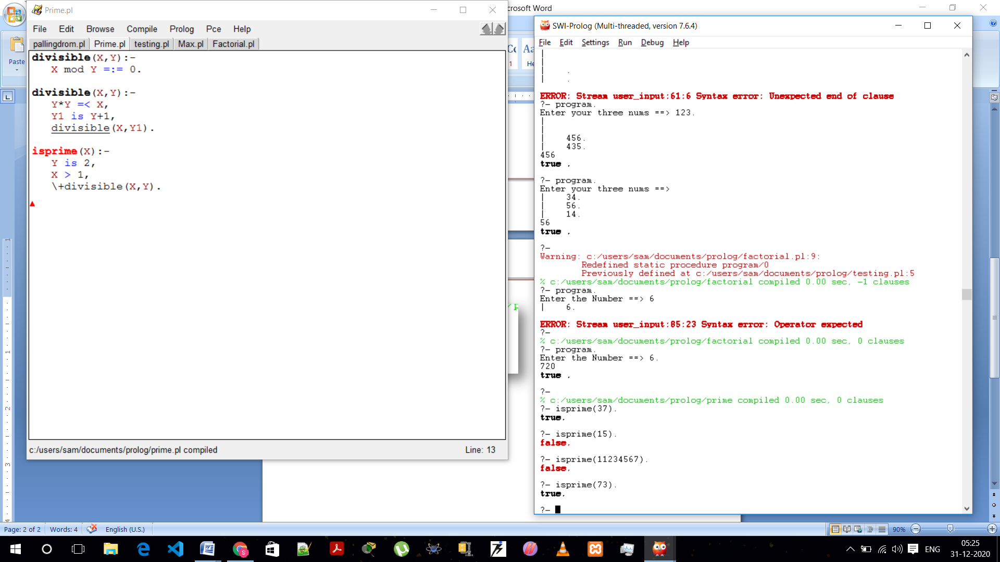 Prime.pl
File Edit Browse Compile Prolog Pce Help
pallingdrom.pl Prime.pl testing.pl Max.pl Factorial.pl
divisible(X,Y):-
X mod Y =:= 0.
divisible(X,Y):-
Y*Y =< X,
Y1 is Y+1,
divisible(X,Y1).
isprime(X):-
Y is 2,
X > 1,
\+divisible(X,Y).
c:/users/sam/documents/prolog/prime.pl compiled
Line: 13
crosoft Word
Paste
SWI-Prolog (Multi-threaded, version 7.6.4)
File Edit Settings Run Debug Help
|
|
| .
| .
ERROR: Stream user_input:61:6 Syntax error: Unexpected end of clause
?- program.
Enter your three nums ==> 123.
|
|
| 456.
| 435.
456
true .
?- program.
Enter your three nums ==>
| 34.
| 56.
| 14.
56
true .
?-
Warning: c:/users/sam/documents/prolog/factorial.pl:9:
Redefined static procedure program/0
Previously defined at c:/users/sam/documents/prolog/testing.pl:5
% c:/users/sam/documents/prolog/factorial compiled 0.00 sec, -1 clauses
?- program.
Enter the Number ==> 6
| 6.
ERROR: Stream user_input:85:23 Syntax error: Operator expected
?-
% c:/users/sam/documents/prolog/factorial compiled 0.00 sec, 0 clauses
?- program.
Enter the Number ==> 6.
720
true .
?-
% c:/users/sam/documents/prolog/prime compiled 0.00 sec, 0 clauses
?- isprime(37).
true.
?- isprime(15).
false.
?- isprime(11234567).
false.
?- isprime(73).
true.
?-
Page: 2 of 2 Words: 4 English (U.S.) 90%
ENG 05:25
31-12-2020